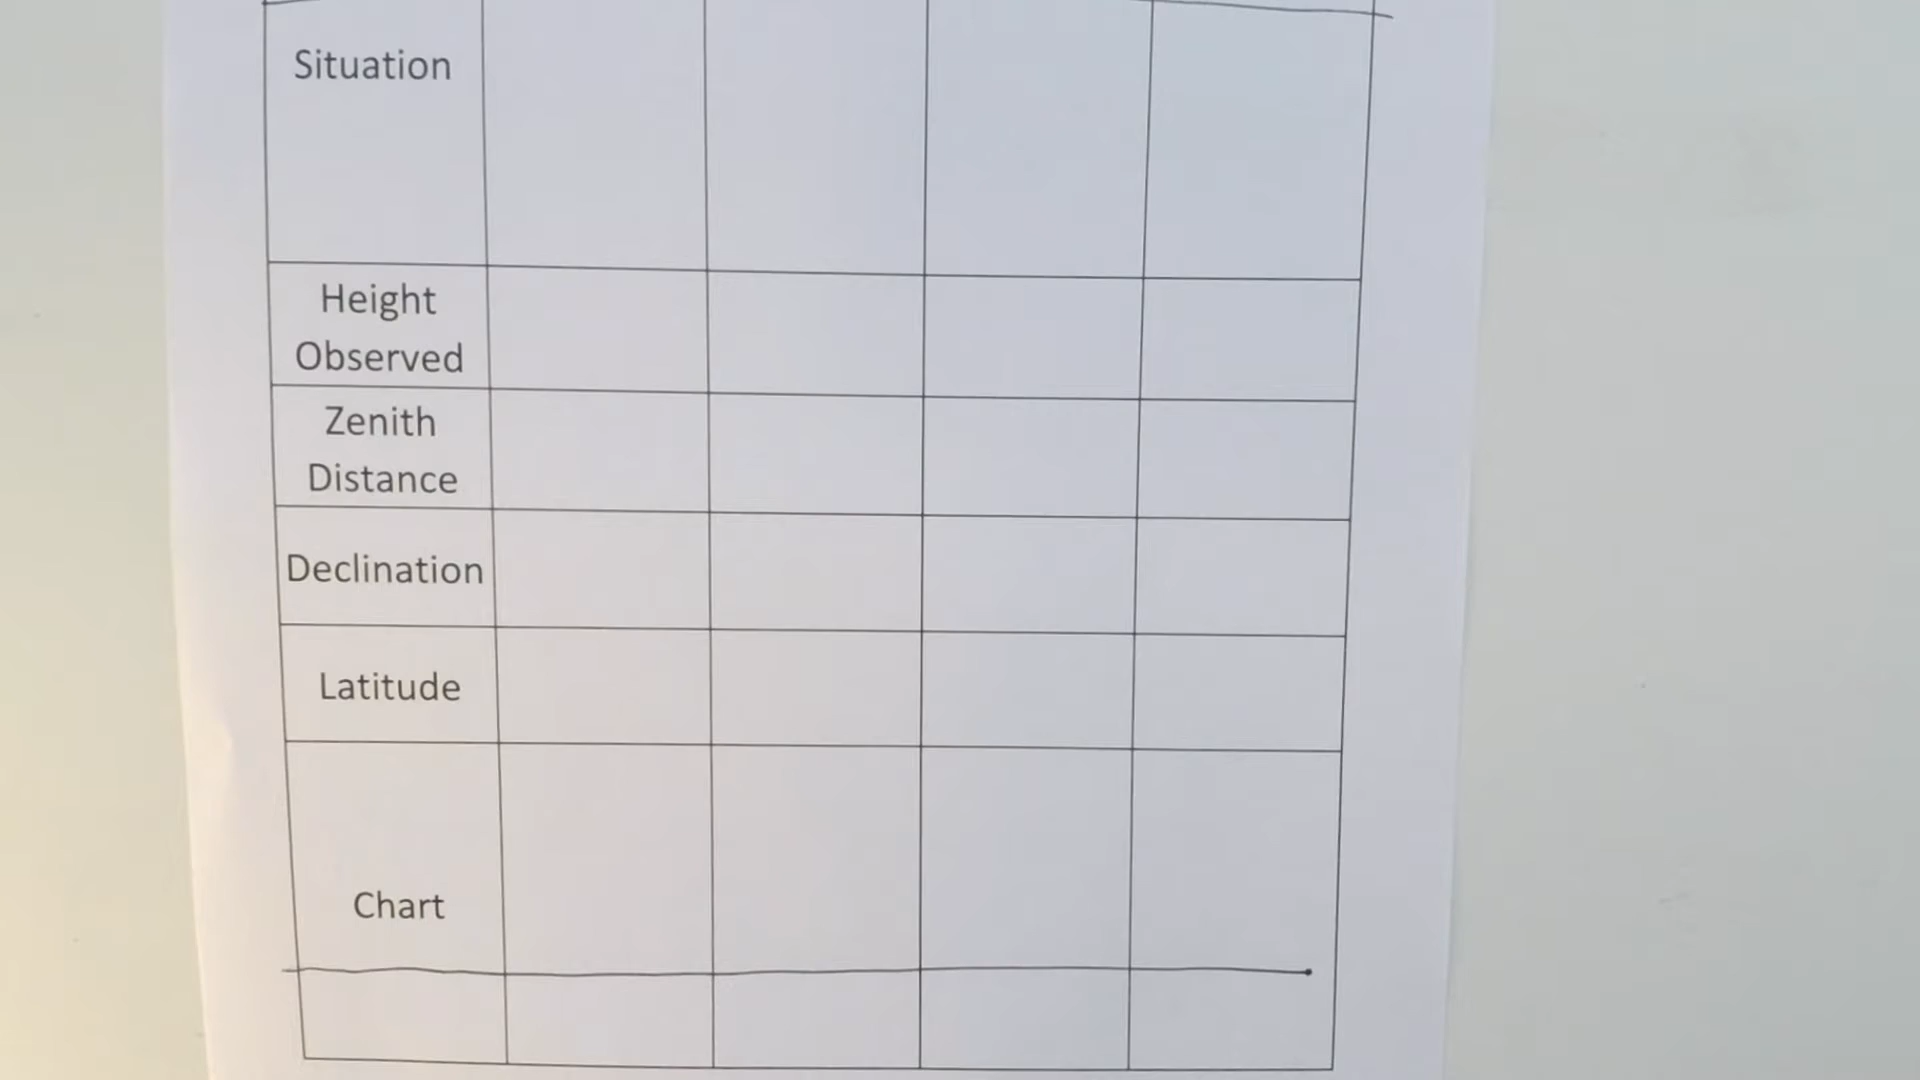 Situation
Height
Observed
Zenith
Distance
Declination
Latitude
Chart